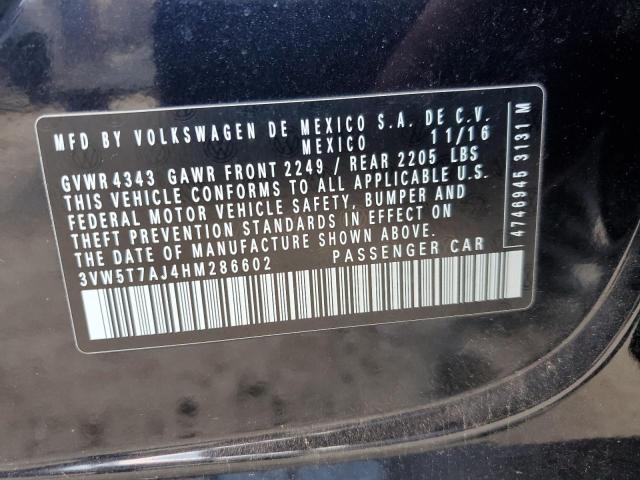 MFD BY VOLKSWAGEN DE MEXICO S.A. DE C.V.
MEXICO 11/16
GVWR 4343 GAWR FRONT 2249 / REAR 2205 LBS
THIS VEHICLE CONFORMS TO ALL APPLICABLE U.S.
FEDERAL MOTOR VEHICLE SAFETY, BUMPER AND
THEFT PREVENTION STANDARDS IN EFFECT ON
THE DATE OF MANUFACTURE SHOWN ABOVE.
3VW5T7AJ4HM286602 PASSENGER CAR
4746945 3131 M